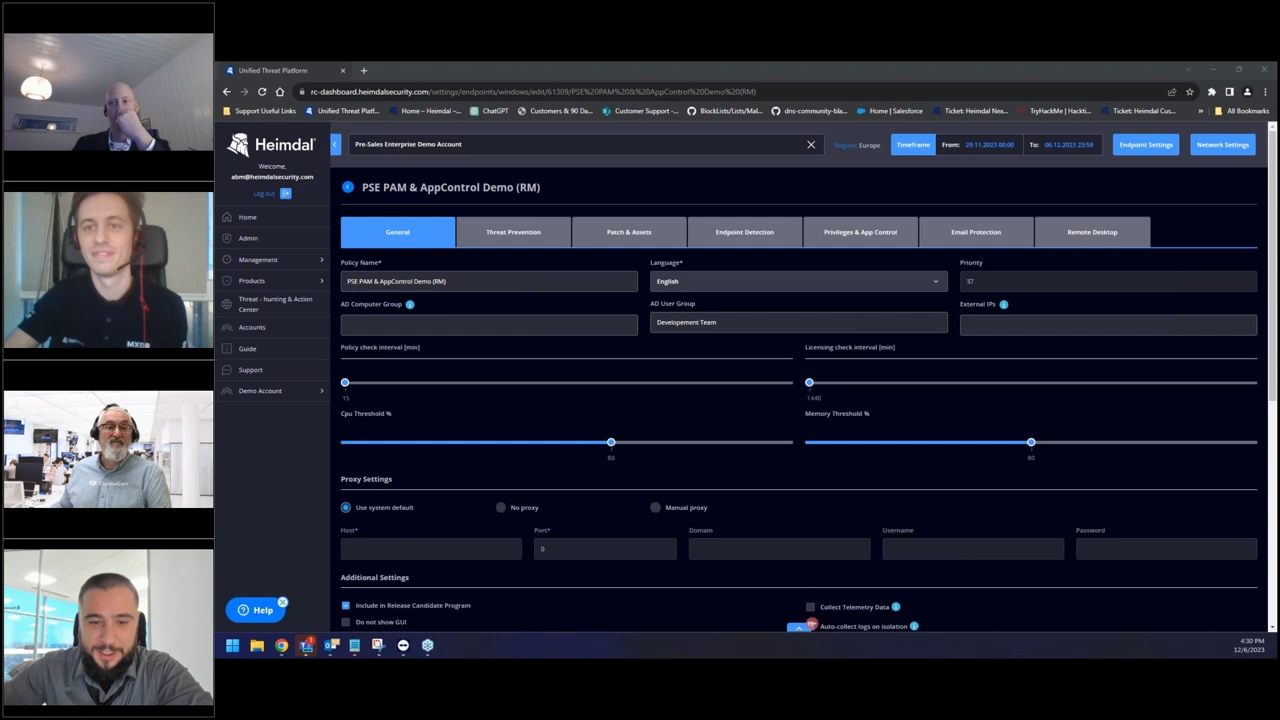 Unified Threat Platform
rc-dashboard.heimdalsecurity.com/settings/endpoints/windows/edit/61309/PSE%20PAM%20&%20AppControl%20Demo%20(RM)
Support Useful Links
Unified Threat Platf...
Home – Heimdal –...
ChatGPT
Customers & 90 Da...
Customer Support -...
BlockLists/Lists/Mal...
dns-community-bla...
Home | Salesforce
Ticket: Heimdal Nex...
TryHackMe | Hackti...
Ticket: Heimdal Cus...
»
All Bookmarks
Heimdal®
Welcome,
abm@heimdalsecurity.com
Log out
Home
Admin
Management
Products
Threat - hunting & Action
Center
Accounts
Guide
Support
Demo Account
Help
Pre-Sales Enterprise Demo Account
Region: Europe
Timeframe
From: 29.11.2023 00:00
To: 06.12.2023 23:59
Endpoint Settings
Network Settings
PSE PAM & AppControl Demo (RM)
General
Threat Prevention
Patch & Assets
Endpoint Detection
Privileges & App Control
Email Protection
Remote Desktop
Policy Name*
Language*
Priority
PSE PAM & AppControl Demo (RM)
English
37
AD Computer Group
AD User Group
External IPs
Developement Team
Policy check interval [min]
Licensing check interval [min]
15
1440
Cpu Threshold %
Memory Threshold %
80
80
Proxy Settings
Use system default
No proxy
Manual proxy
Host*
Port*
Domain
Username
Password
0
Additional Settings
Include in Release Candidate Program
Collect Telemetry Data
Do not show GUI
Auto-collect logs on isolation
99+
4:30 PM
12/6/2023
MXDR